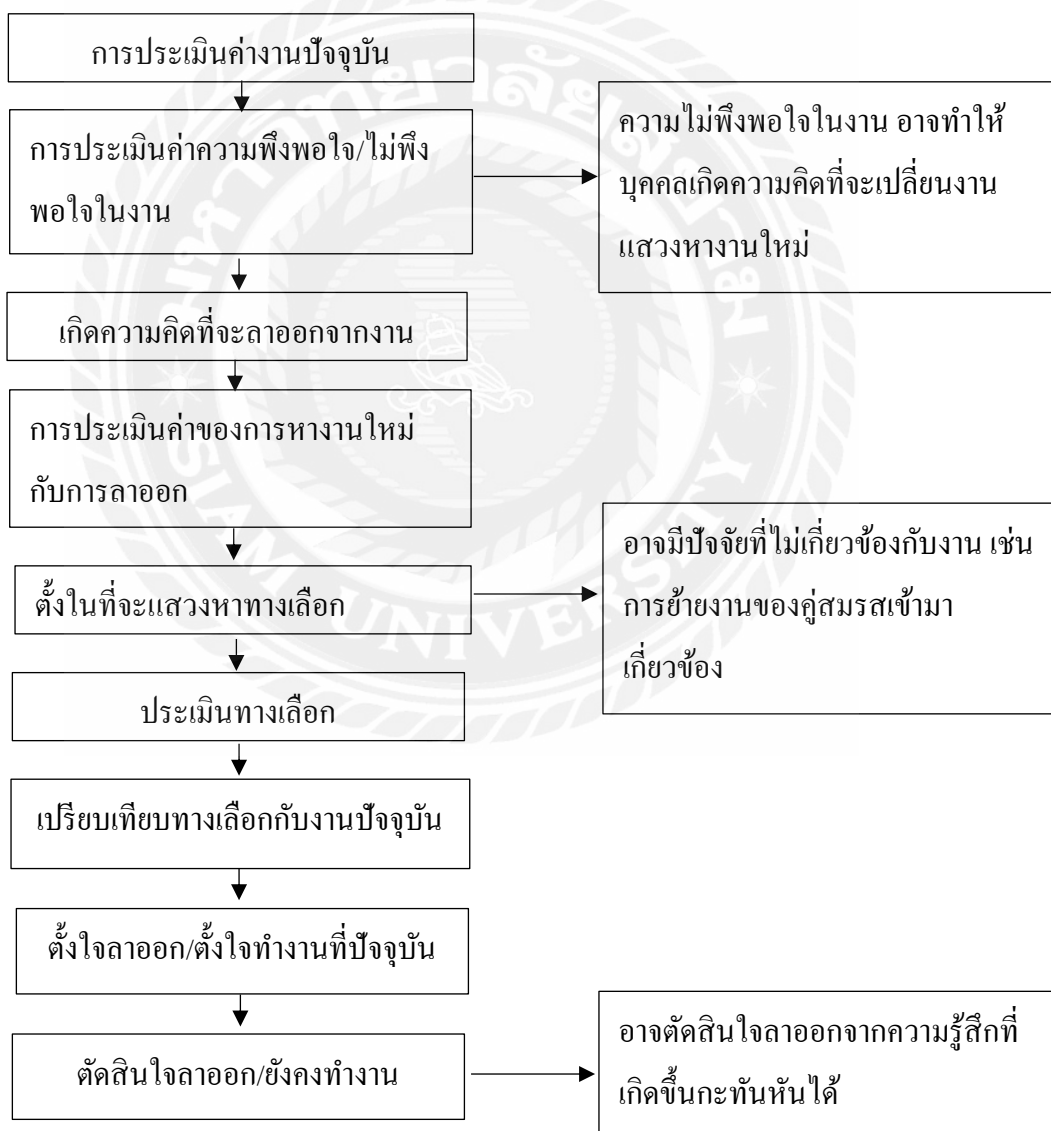 การประเมินค่างานปัจจุบัน
การประเมินค่าความพึงพอใจ/ไม่พึง
พอใจในงาน
ความไม่พึงพอใจในงาน อาจทำให้
บุคคลเกิดความคิดที่จะเปลี่ยนงาน
แสวงหางานใหม่
เกิดความคิดที่จะลาออกจากงาน
การประเมินค่าของการหางานใหม่
กับการลาออก
ตั้งในที่จะแสวงหาทางเลือก
อาจมีปัจจัยที่ไม่เกี่ยวข้องกับงาน เช่น
การย้ายงานของคู่สมรสเข้ามา
เกี่ยวข้อง
ประเมินทางเลือก
เปรียบเทียบทางเลือกกับงานปัจจุบัน
ตั้งใจลาออก/ตั้งใจทำงานที่ปัจจุบัน
ตัดสินใจลาออก/ยังคงทำงาน
อาจตัดสินใจลาออกจากความรู้สึกที่
เกิดขึ้นกะทันหันได้
มหาวิทยาลัยสยาม
SIAM UNIVERSITY